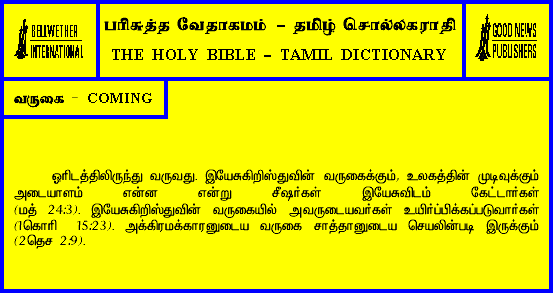 BELLWETHER
INTERNATIONAL
பரிசுத்த வேதாகமம் - தமிழ் சொல்லகராதி
THE HOLY BIBLE - TAMIL DICTIONARY
GOOD NEWS
PUBLISHERS
வருகை - COMING
ஓரிடத்திலிருந்து வருவது. இயேசுகிறிஸ்துவின் வருகைக்கும், உலகத்தின் முடிவுக்கும்
அடையாளம் என்ன என்று சீஷர்கள் இயேசுவிடம் கேட்டார்கள்
(மத் 24:3). இயேசுகிறிஸ்துவின் வருகையில் அவருடையவர்கள் உயிர்ப்பிக்கப்படுவார்கள்
(1கொரி 15:23). அக்கிரமக்காரனுடைய வருகை சாத்தானுடைய செயலின்படி இருக்கும்
(2தெச 2:9).